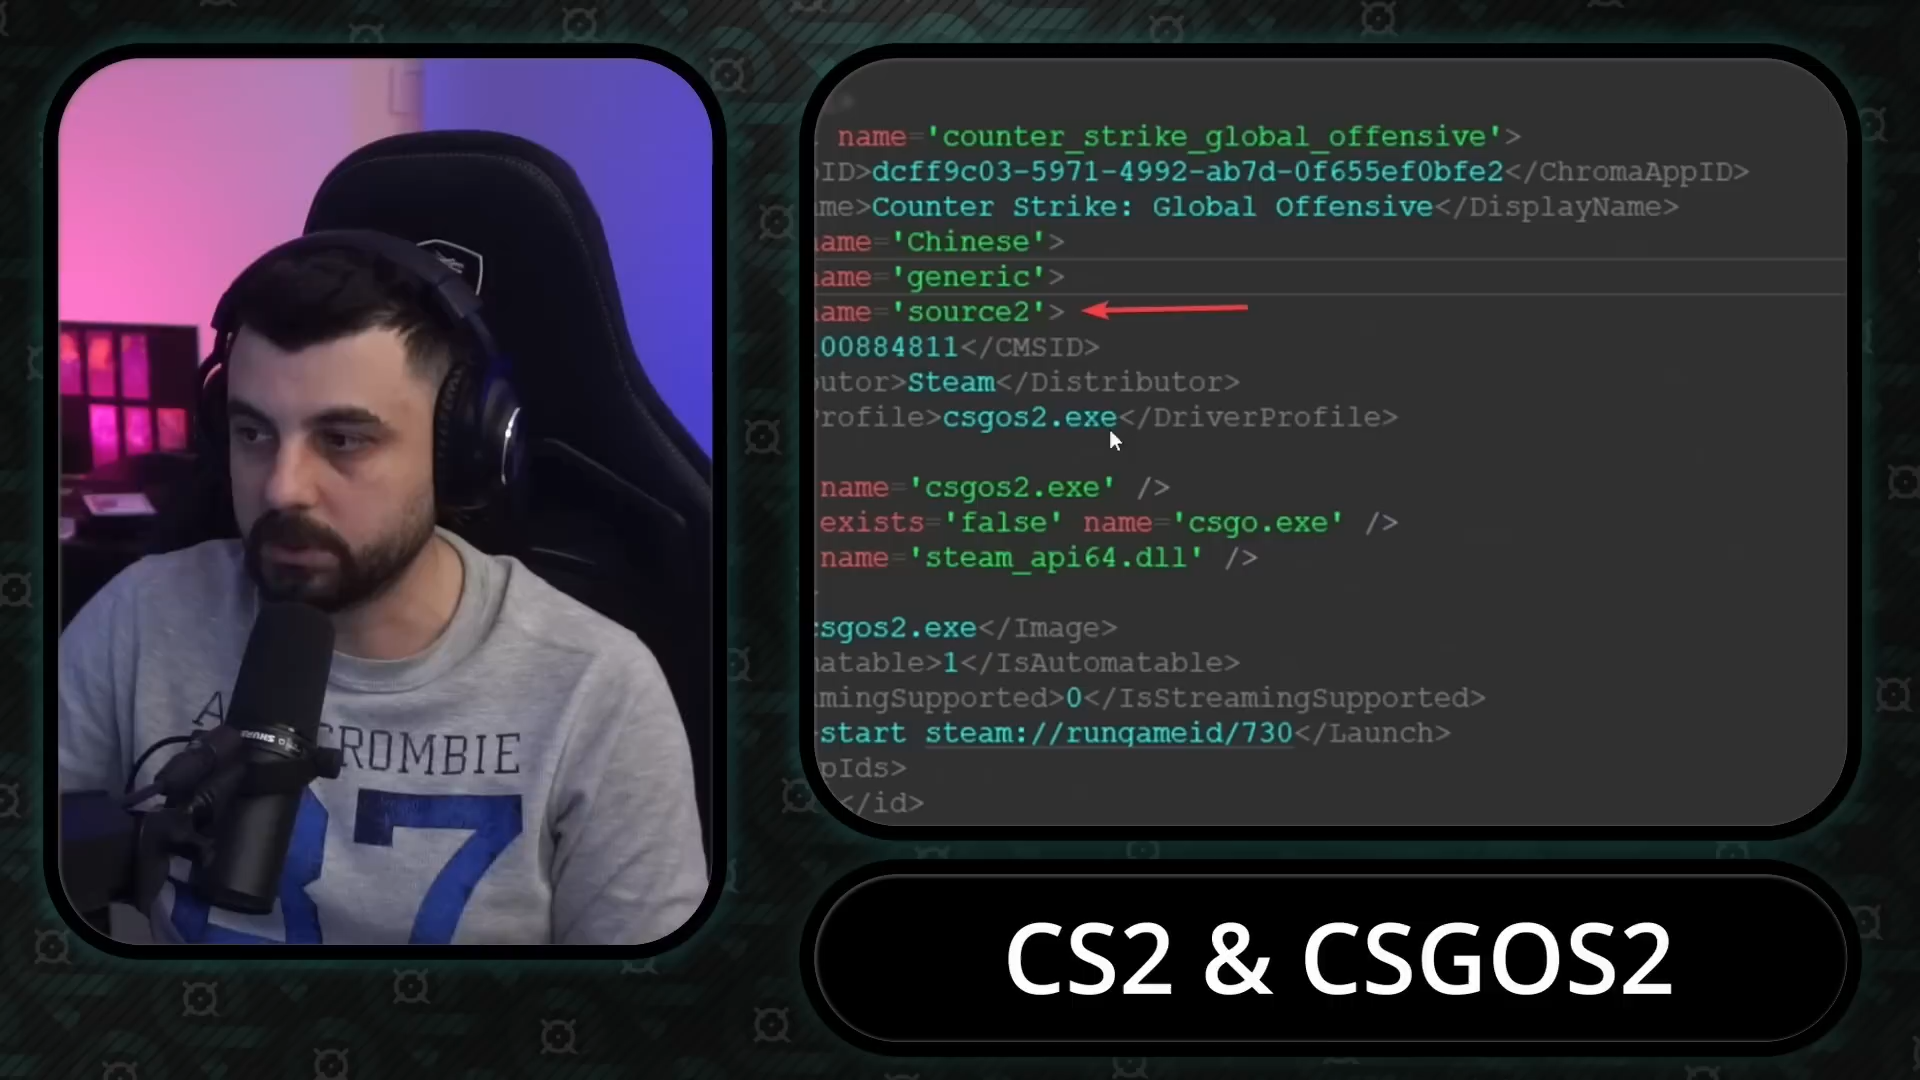 name='counter_strike_global_offensive'>
ID>dcff9c03-5971-4992-ab7d-0f655ef0bfe2</ChromaAppID>
me>Counter Strike: Global Offensive</DisplayName>
ame='Chinese'>
ame='generic'>
ame='source2'>
00884811</CMSID>
utor>Steam</Distributor>
rofile>csgos2.exe</DriverProfile>
name='csgos2.exe' />
exists='false' name='csgo.exe' />
name='steam_api64.dll' />
sgos2.exe</Image>
atable>1</IsAutomatable>
mingSupported>0</IsStreamingSupported>
start steam://rungameid/730</Launch>
pIds>
</id>
A CROMBIE
87
SHURE
CS2 & CSGOS2